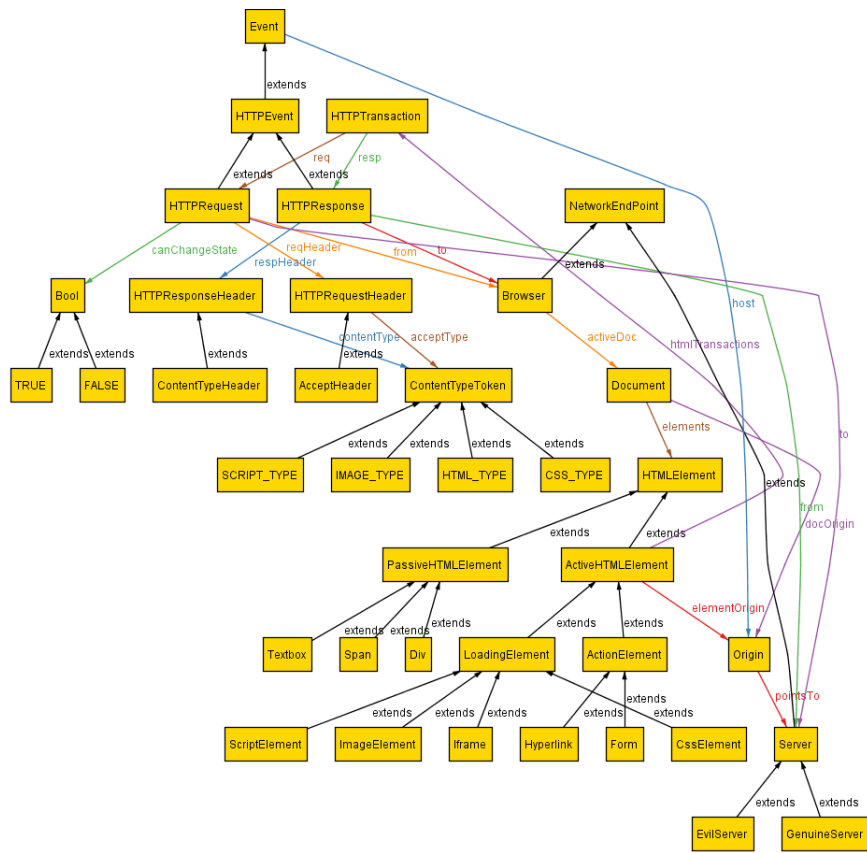 Event
extends
HTTPEvent
HTTPTransaction
req
resp
extends
extends
HTTPRequest
HTTPResponse
NetworkEndPoint
canChangeState
reqHeader
from
to
respHeader
extends
Bool
HTTPResponseHeader
HTTPRequestHeader
Browser
host
contentType
acceptType
activeDoc
htmlTransactions
extends
extends
extends
extends
TRUE
FALSE
ContentTypeHeader
AcceptHeader
ContentTypeToken
Document
elements
to
extends
extends
extends
extends
SCRIPT_TYPE
IMAGE_TYPE
HTML_TYPE
CSS_TYPE
HTMLElement
extends
from
docOrigin
extends
extends
PassiveHTMLElement
ActiveHTMLElement
elementOrigin
extends
extends
extends
extends
extends
Textbox
Span
Div
LoadingElement
ActionElement
Origin
pointsTo
extends
extends
extends
extends
extends
extends
ScriptElement
ImageElement
Iframe
Hyperlink
Form
CssElement
Server
extends
extends
EvilServer
GenuineServer